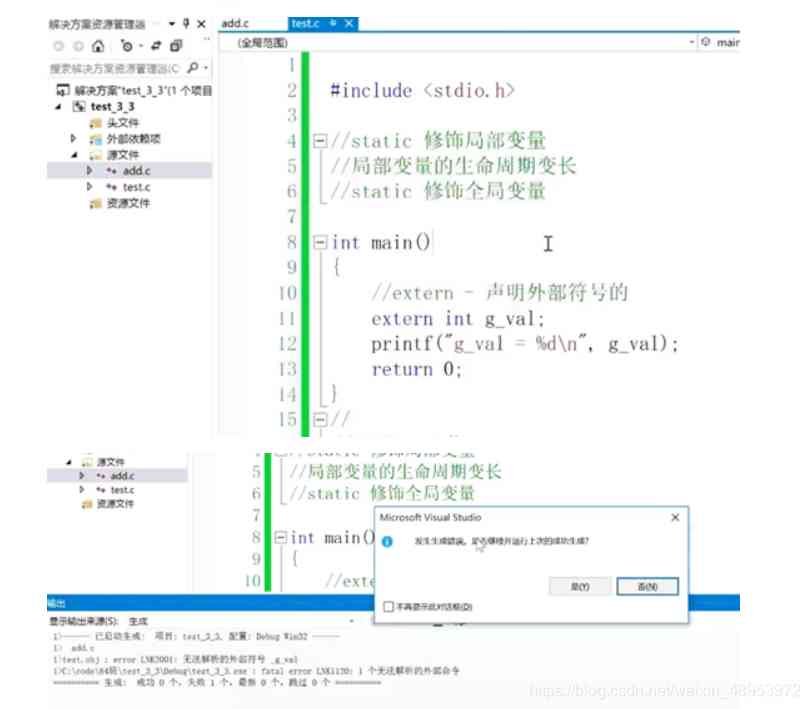 解决方案资源管理器
add.c
test.c
(全局范围)
main
搜索解决方案资源管理器(C
解决方案"test_3_3"(1 个项目
test_3_3
头文件
外部依赖项
源文件
add.c
test.c
资源文件
1
2 #include <stdio.h>
3
4 //static 修饰局部变量
5 //局部变量的生命周期变长
6 //static 修饰全局变量
7
8 int main()
9 {
10 //extern - 声明外部符号的
11 extern int g_val;
12 printf("g_val = %d\n", g_val);
13 return 0;
14 }
15 //
源文件
add.c
test.c
资源文件
5 //局部变量的生命周期变长
6 //static 修饰全局变量
7
8 int main()
9 {
10 //exte
Microsoft Visual Studio
发生生成错误。是否继续并运行上次的成功生成?
是(Y)
否(N)
不再显示此对话框(D)
输出
显示输出来源(S): 生成
1>------ 已启动生成: 项目: test_3_3, 配置: Debug Win32 ------
1> add.c
1>test.obj : error LNK2001: 无法解析的外部符号 _g_val
1>C:\code\84班\test_3_3\Debug\test_3_3.exe : fatal error LNK1120: 1 个无法解析的外部命令
========== 生成: 成功 0 个，失败 1 个，最新 0 个，跳过 0 个 ==========